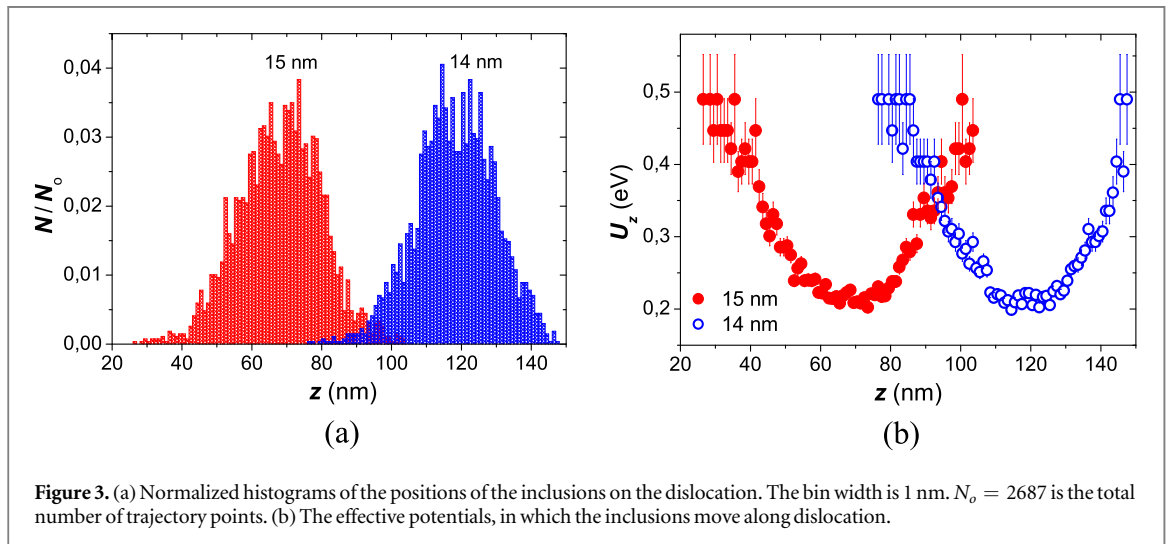 15 nm
14 nm
0,04
0,03
0,02
0,01
0,00
N / N₀
20 40 60 80 100 120 140
z (nm)
(a)
0,5
0,4
0,3
0,2
U_z (eV)
15 nm
14 nm
20 40 60 80 100 120 140
z (nm)
(b)
Figure 3. (a) Normalized histograms of the positions of the inclusions on the dislocation. The bin width is 1 nm. Nₒ = 2687 is the total
number of trajectory points. (b) The effective potentials, in which the inclusions move along dislocation.